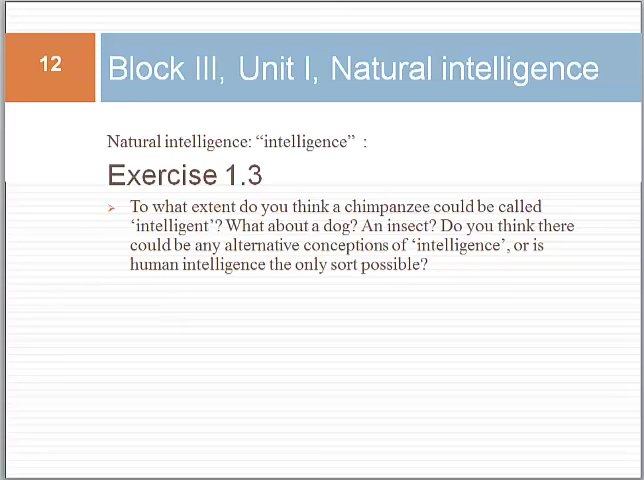 12
Block III, Unit I, Natural intelligence
Natural intelligence: “intelligence” :
Exercise 1.3
To what extent do you think a chimpanzee could be called
‘intelligent’? What about a dog? An insect? Do you think there
could be any alternative conceptions of ‘intelligence’, or is
human intelligence the only sort possible?